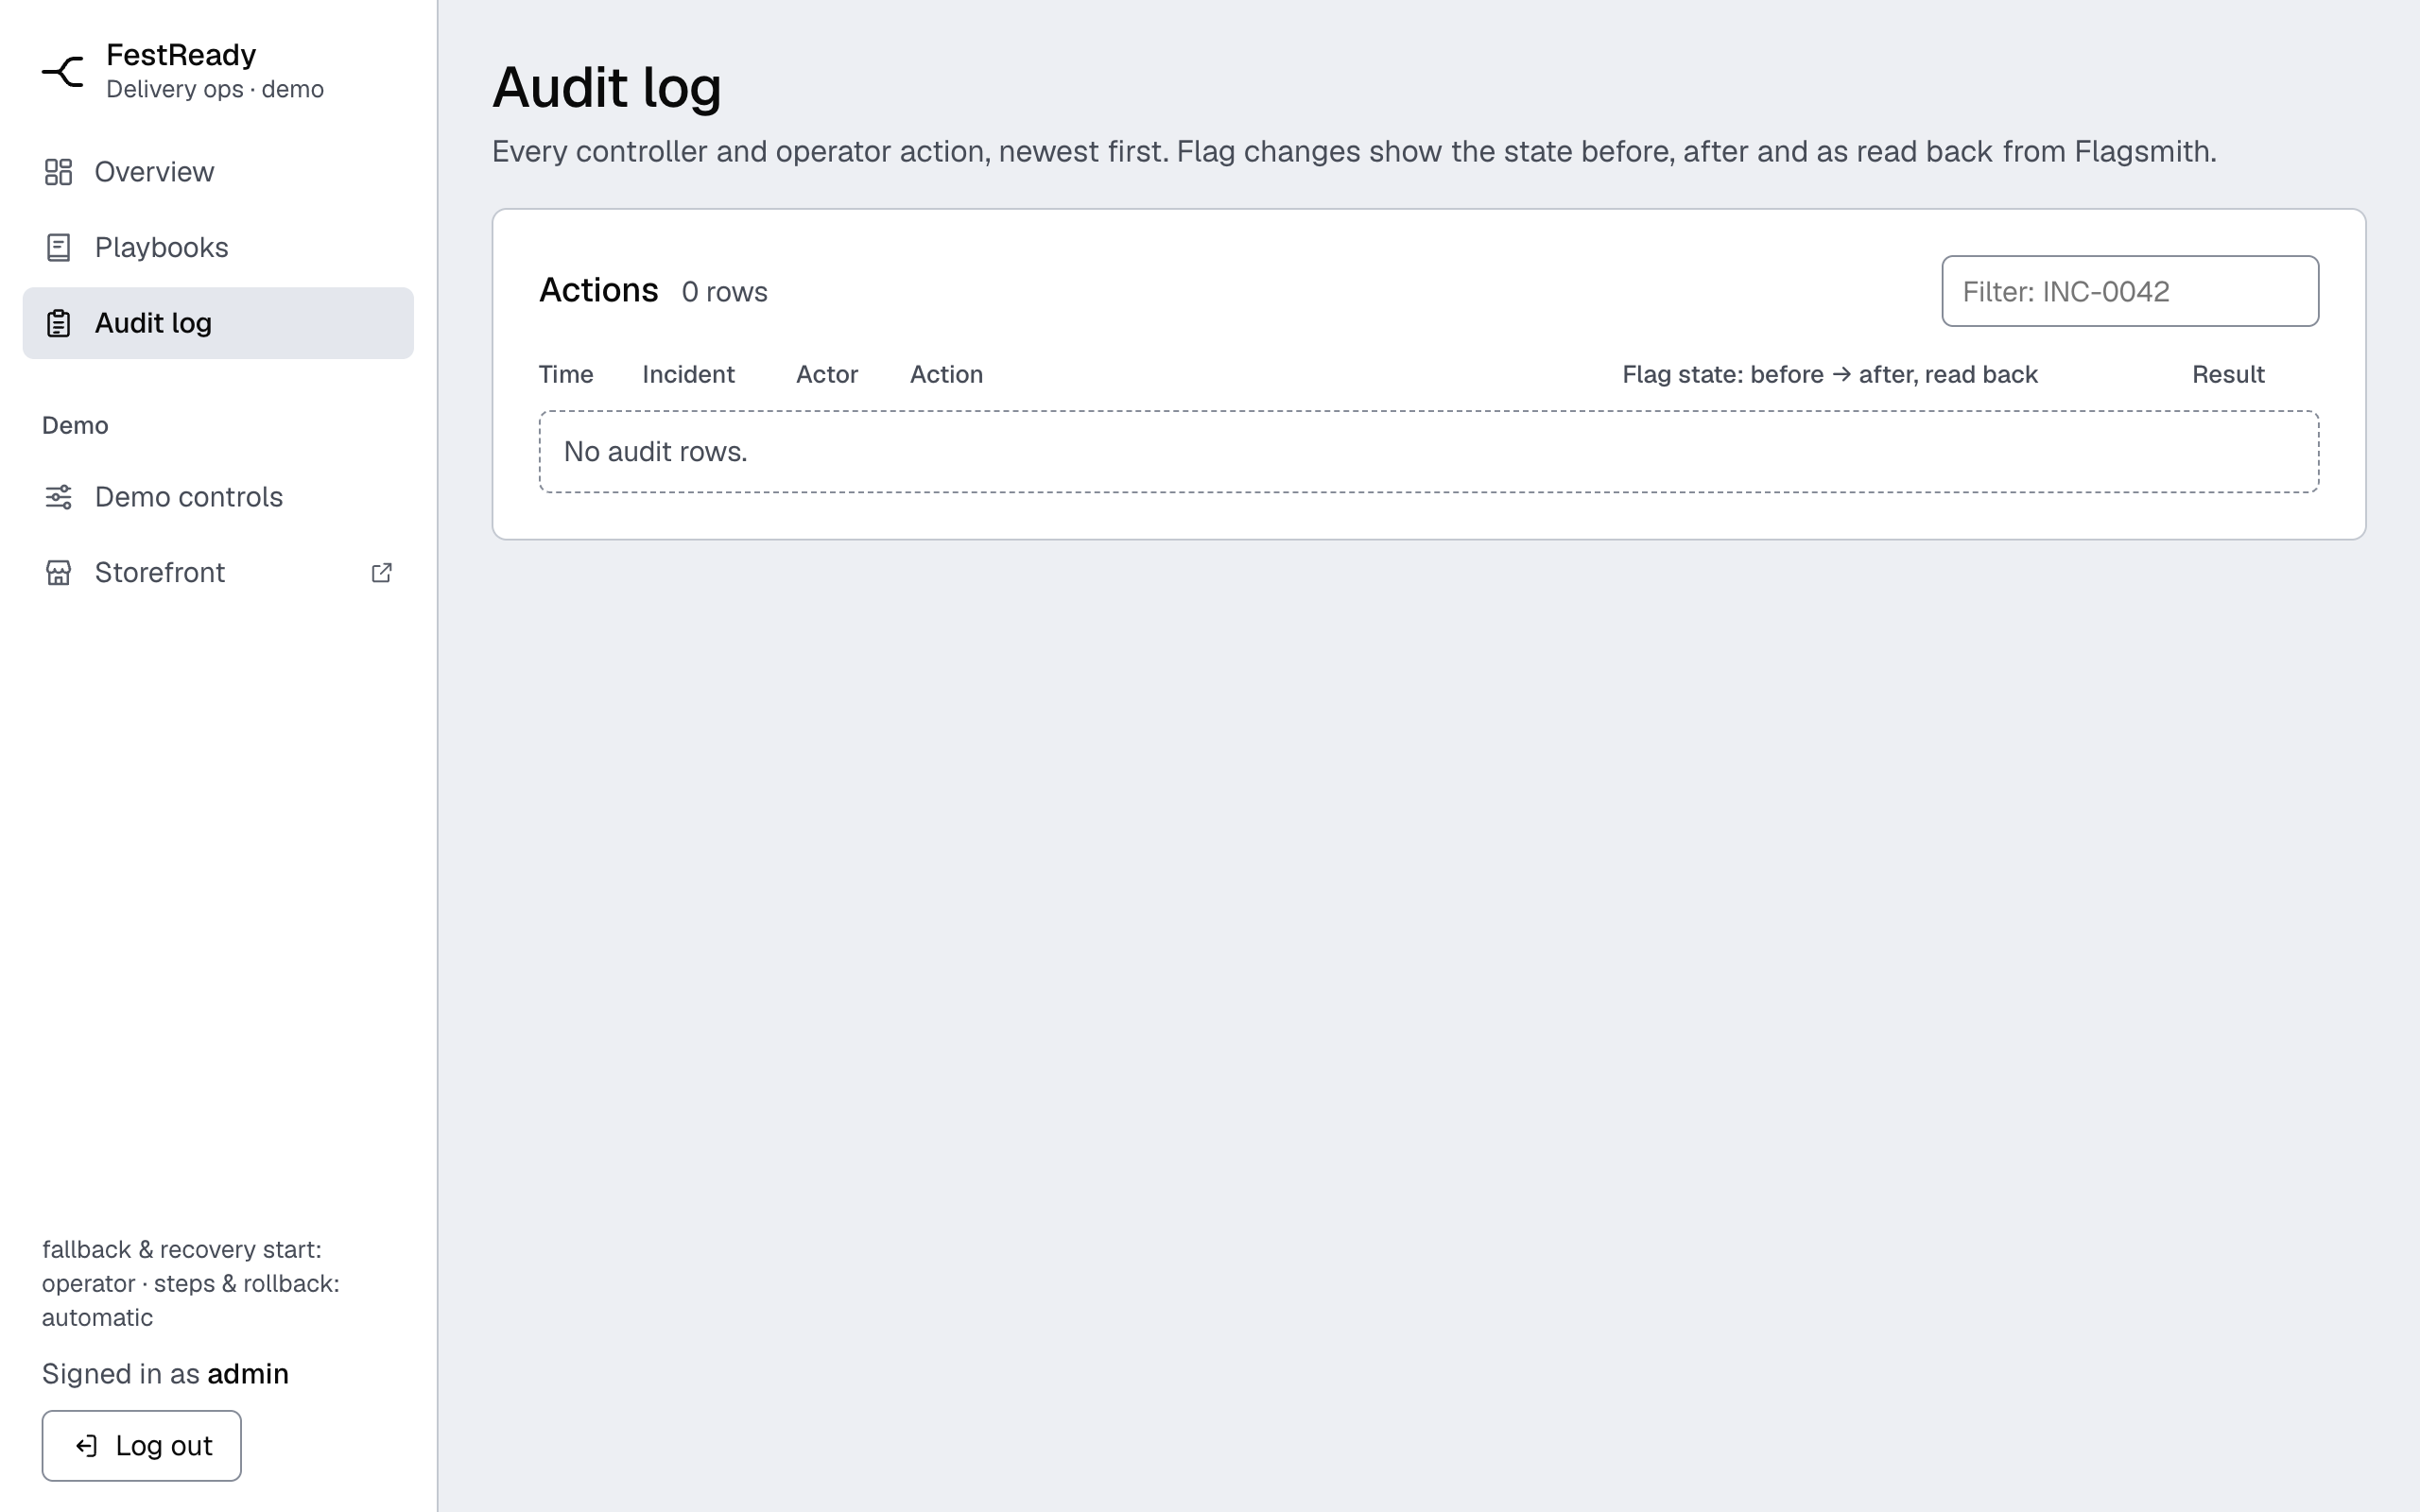 FestReady
Delivery ops · demo
Overview
Playbooks
Audit log
Demo
Demo controls
Storefront
fallback & recovery start:
operator · steps & rollback:
automatic
Signed in as admin
Log out
Audit log
Every controller and operator action, newest first. Flag changes show the state before, after and as read back from Flagsmith.
Actions 0 rows
Filter: INC-0042
Time Incident Actor Action Flag state: before → after, read back Result
No audit rows.